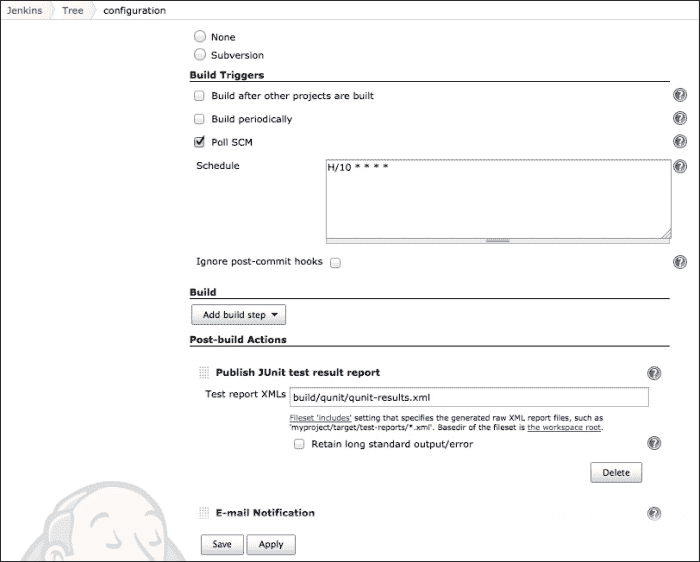 Jenkins Tree configuration
None
Subversion
Build Triggers
Build after other projects are built
Build periodically
Poll SCM
Schedule H/10 * * * *
Ignore post-commit hooks
Build
Add build step
Post-build Actions
Publish JUnit test result report
Test report XMLs build/qunit/qunit-results.xml
Fileset 'includes' setting that specifies the generated raw XML report files, such as
'myproject/target/test-reports/*.xml'. Basedir of the fileset is the workspace root.
Retain long standard output/error
Delete
E-mail Notification
Save Apply